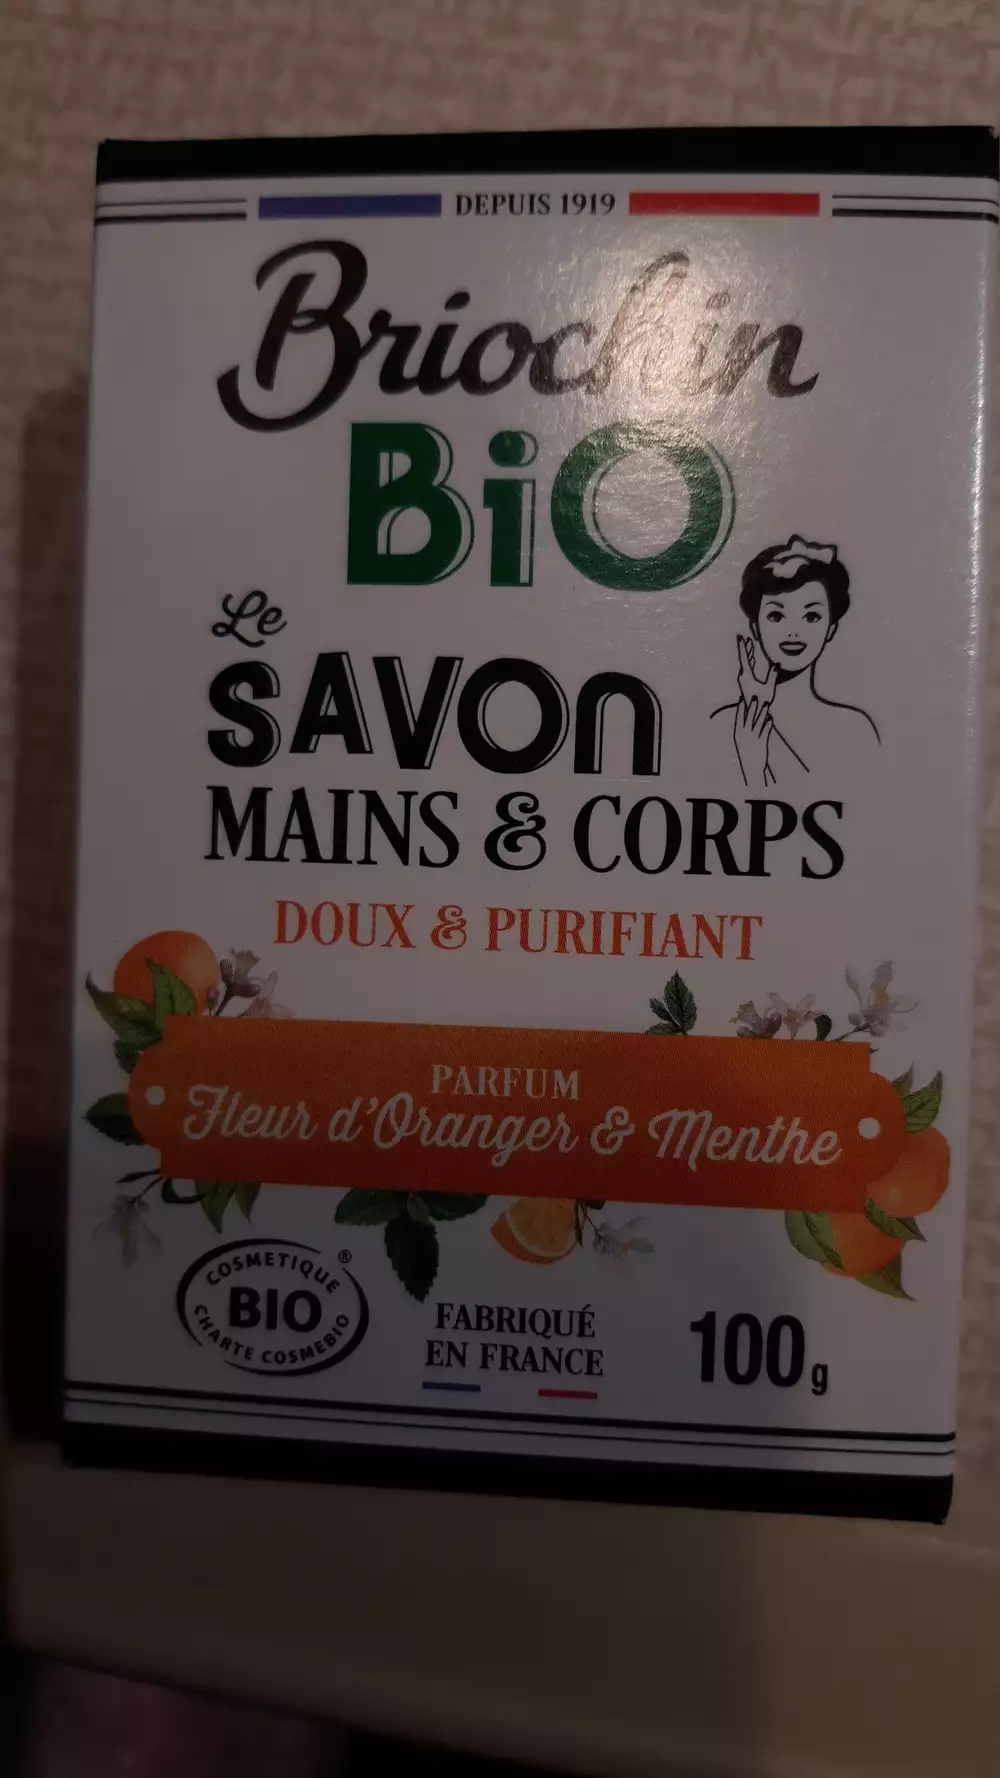 DEPUIS 1919
Briochin
BiO
Le
SAVON
MAINS & CORPS
DOUX & PURIFIANT
PARFUM
Fleur d'Oranger & Menthe
COSMETIQUE ®
BIO
CHARTE COSMEBIO
FABRIQUÉ
EN FRANCE
100g